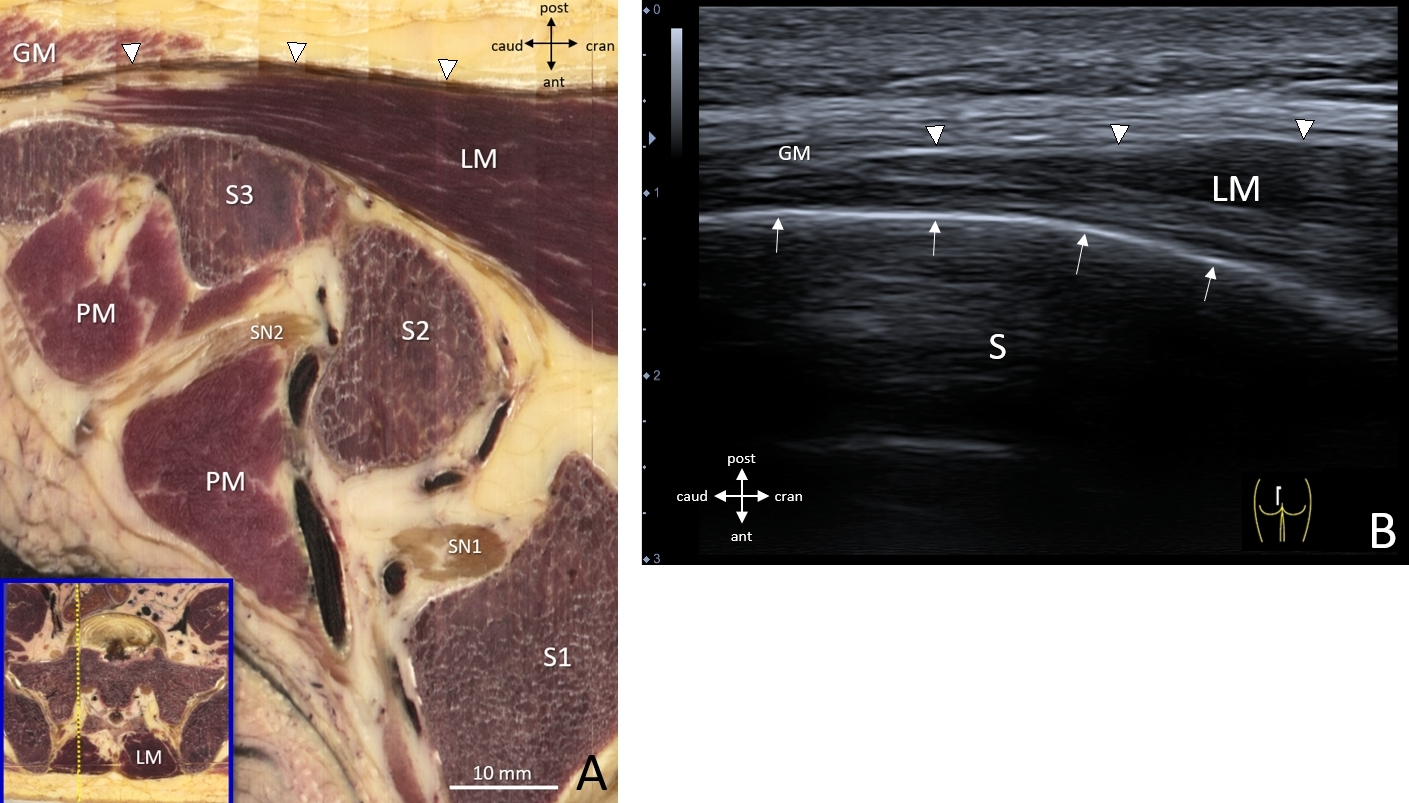 GM
post
caud cran
ant
LM
S3
PM
SN2
S2
PM
SN1
S1
LM
10 mm
A
0
GM
1
LM
S
2
post
caud cran
ant
3
B